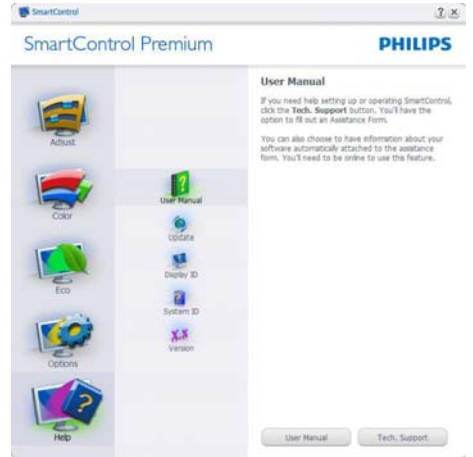 SmartControl
? X
SmartControl Premium
PHILIPS
Adjust
Color
Eco
Options
Help
User Manual
Update
Display ID
System ID
X.X
Version
User Manual
If you need help setting up or operating SmartControl,
click the Tech. Support button. You'll have the
option to fill out an Assistance Form.
You can also choose to have information about your
software automatically attached to the assistance
form. You'll need to be online to use this feature.
User Manual
Tech. Support